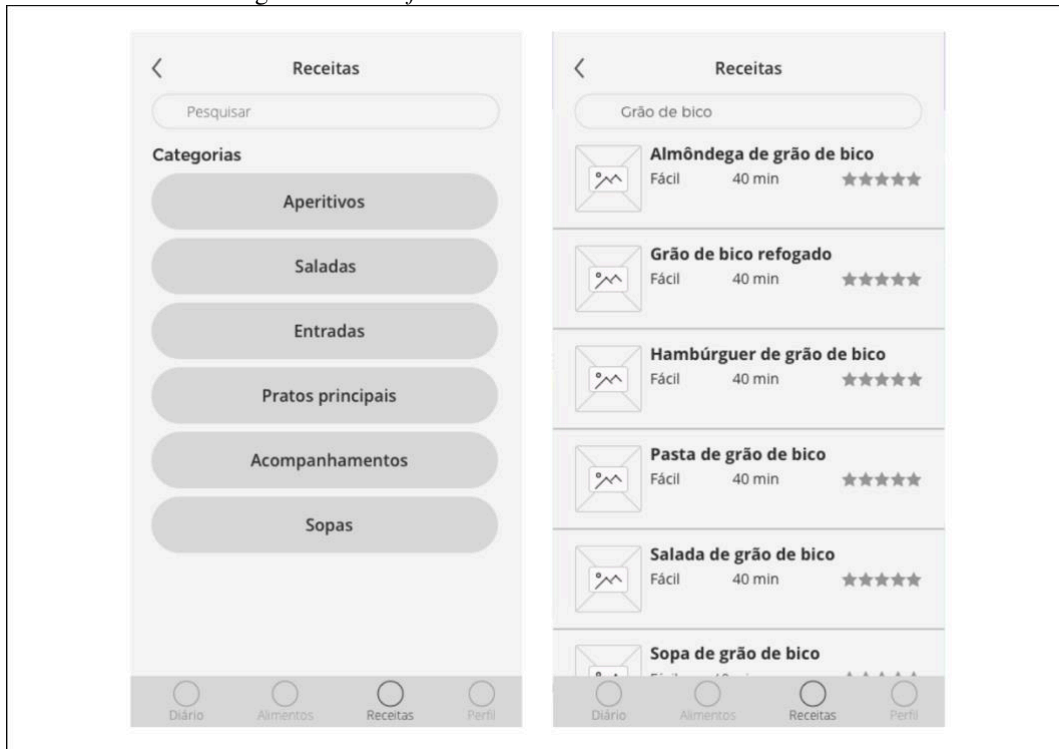 Receitas
Pesquisar
Categorias
Aperitivos
Saladas
Entradas
Pratos principais
Acompanhamentos
Sopas
Diário Alimentos Receitas Perfil
Receitas
Grão de bico
Almôndega de grão de bico
Fácil 40 min
Grão de bico refogado
Fácil 40 min
Hambúrguer de grão de bico
Fácil 40 min
Pasta de grão de bico
Fácil 40 min
Salada de grão de bico
Fácil 40 min
Sopa de grão de bico
Diário Alimentos Receitas Perfil